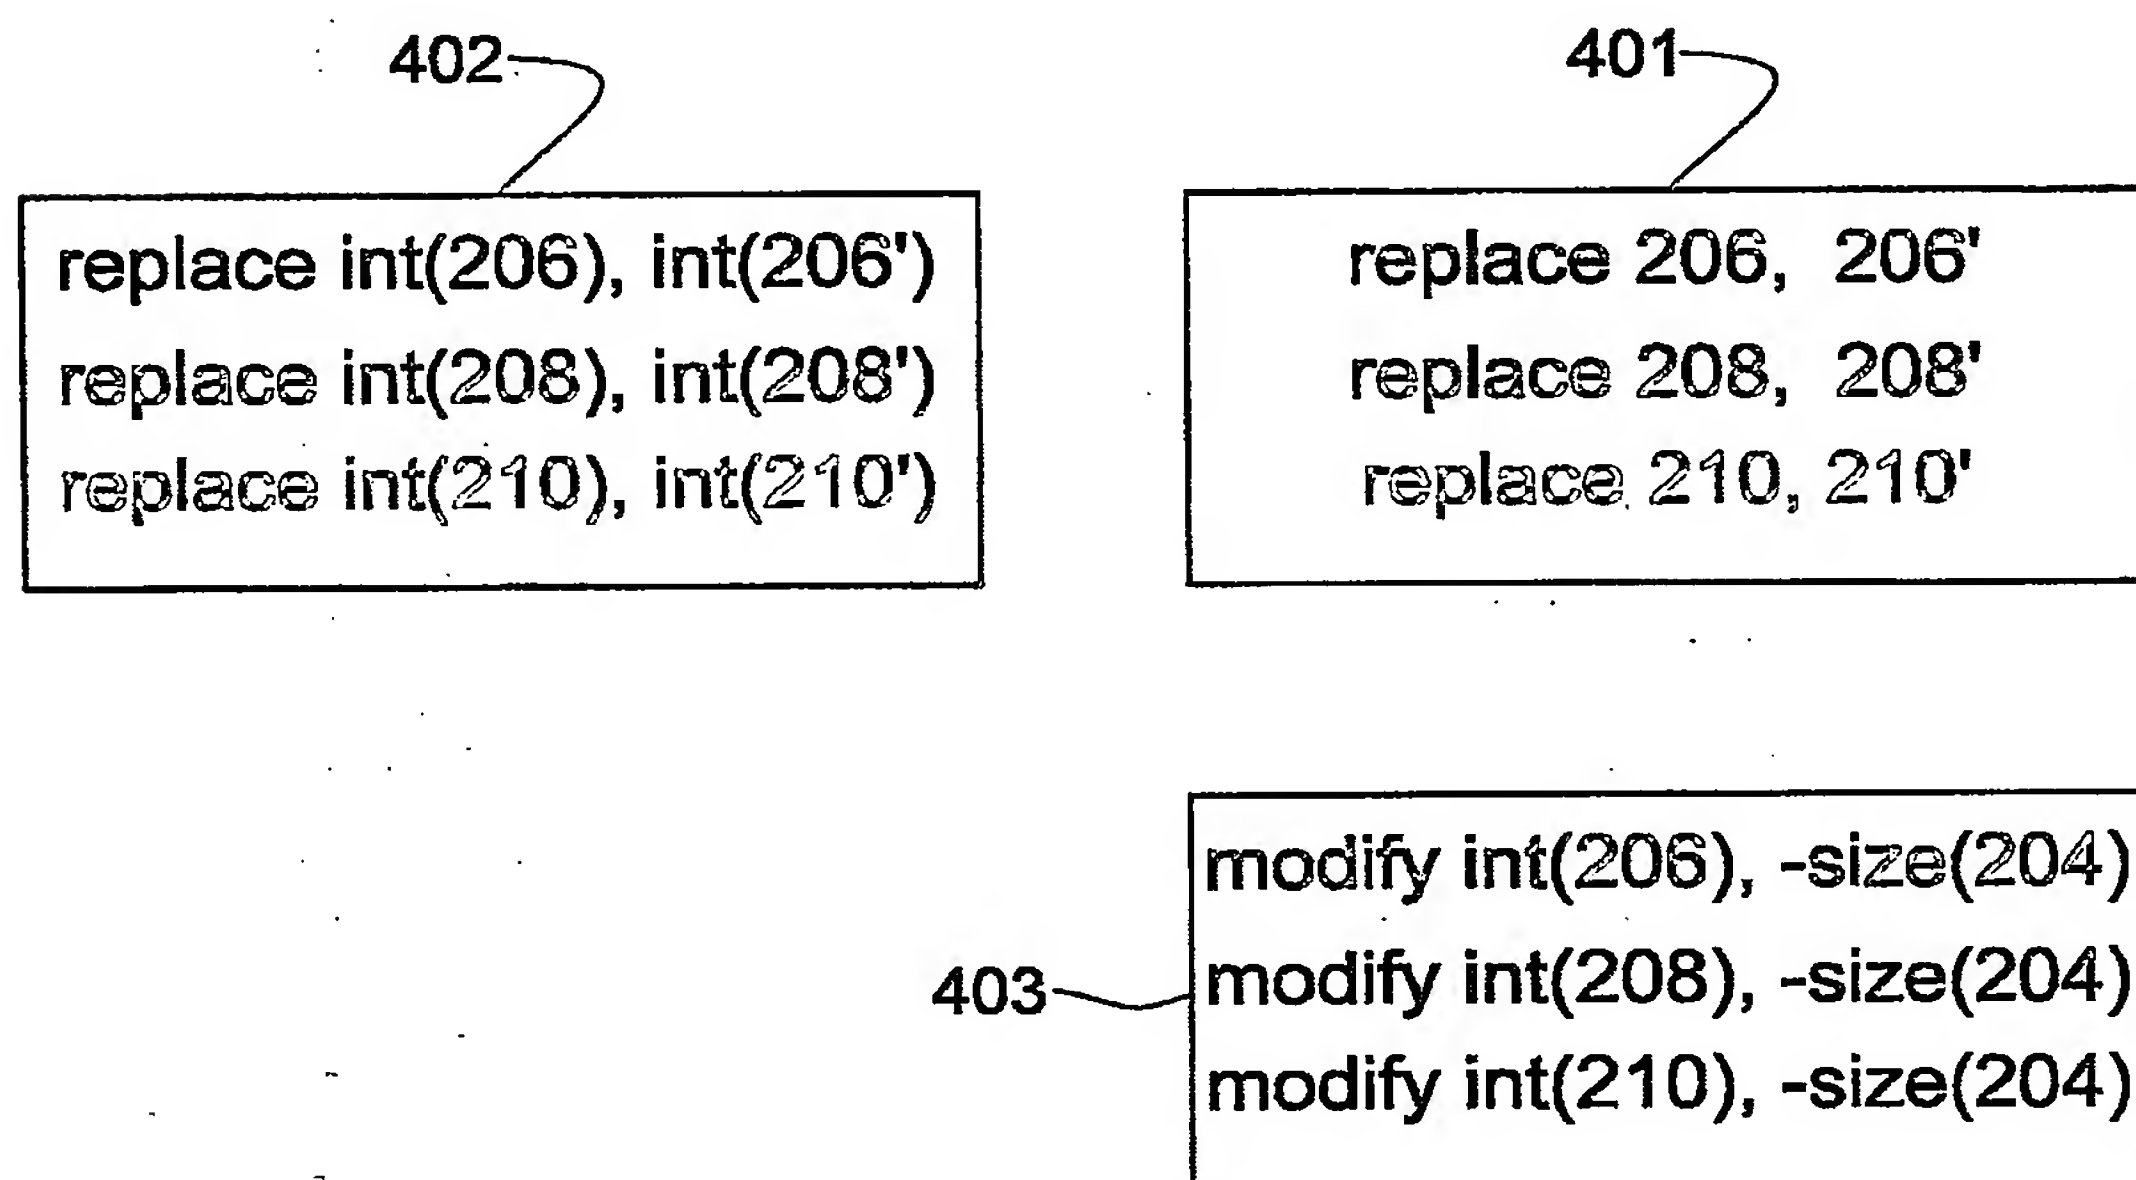 402
replace int(206), int(206')
replace int(208), int(208')
replace int(210), int(210')
401
replace 206, 206'
replace 208, 208'
replace 210, 210'
403
modify int(206), -size(204)
modify int(208), -size(204)
modify int(210), -size(204)